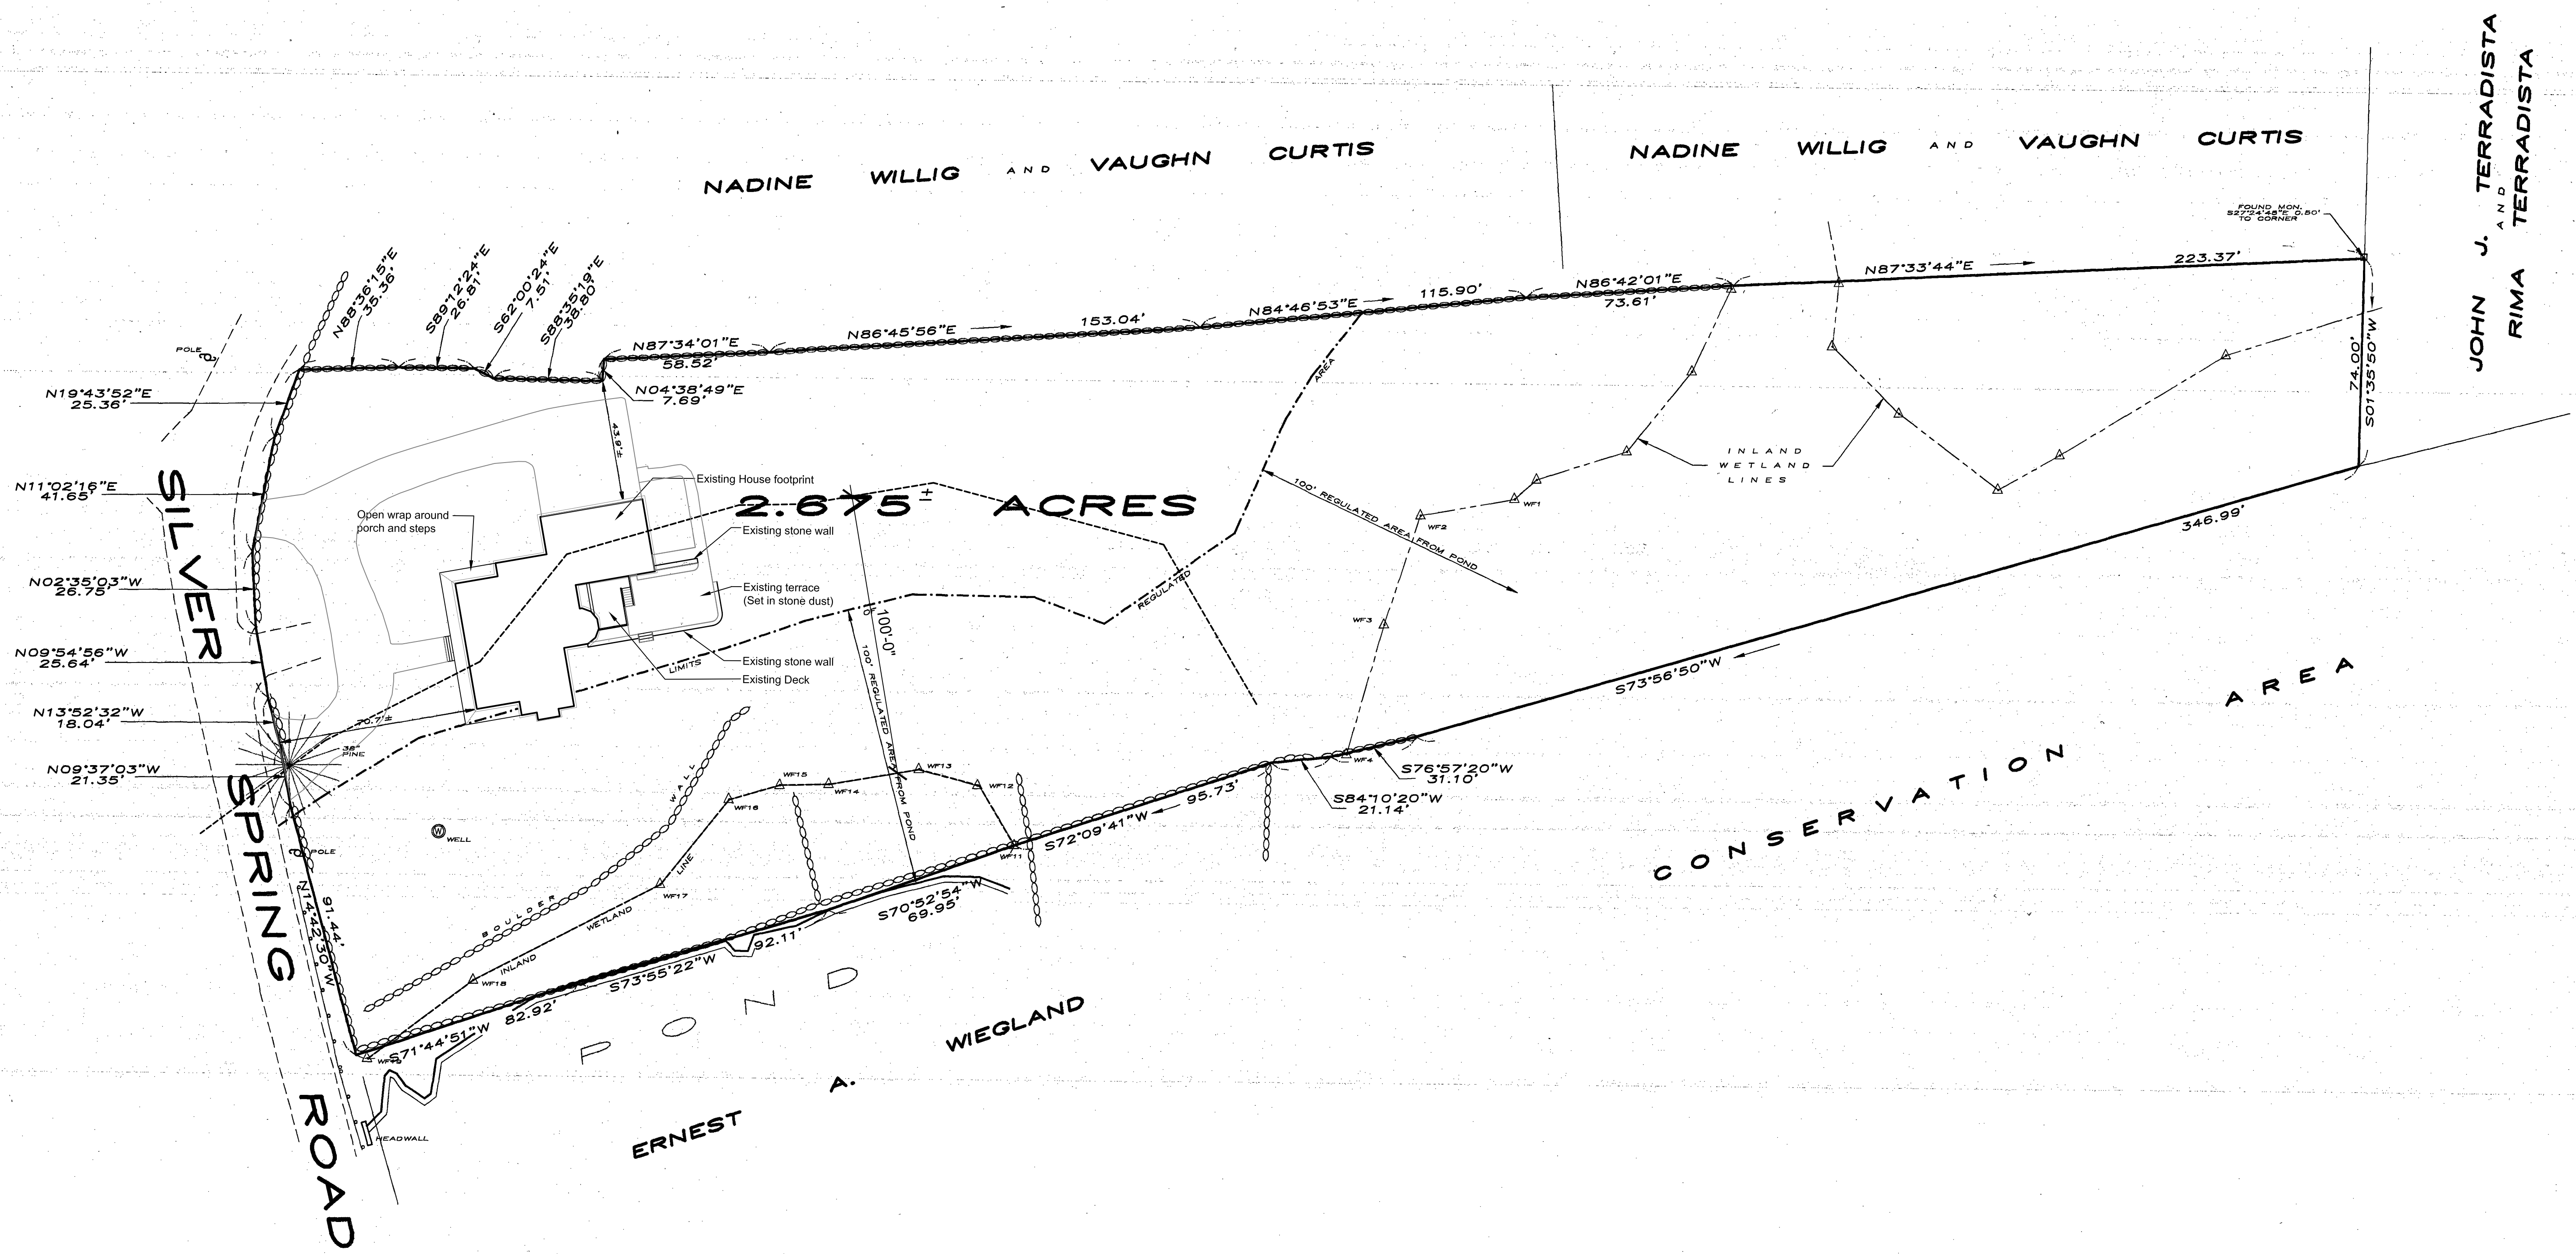 NADINE WILLIG AND VAUGHN CURTIS
NADINE WILLIG AND VAUGHN CURTIS
JOHN J. TERRADISTA
AND
RIMA TERRADISTA
FOUND MON.
S27°24'48"E 0.50'
TO CORNER
N88°36'15"E
35.36'
S89°12'24"E
26.81'
S62°00'24"E
7.51'
S88°35'19"E
38.80'
N87°34'01"E
58.52'
N04°38'49"E
7.69'
N86°45'56"E
153.04'
N84°46'53"E
115.90'
N86°42'01"E
73.61'
N87°33'44"E
223.37'
74.00'
S01°35'50"W
POLE
N19°43'52"E
25.36'
N11°02'16"E
41.65'
N02°35'03"W
26.75'
N09°54'56"W
25.64'
N13°52'32"W
18.04'
N09°37'03"W
21.35'
SILVER SPRING ROAD
43.9'±
Existing House footprint
2.675± ACRES
Open wrap around
porch and steps
Existing stone wall
Existing terrace
(Set in stone dust)
Existing stone wall
Existing Deck
LIMITS
OF
REGULATED
AREA
100'-0"
100' REGULATED AREA FROM POND
100' REGULATED AREA FROM POND
INLAND
WETLAND
LINES
WF1
WF2
WF3
WF4
346.99'
S73°56'50"W
S76°57'20"W
31.10'
S84°10'20"W
21.14'
95.73'
S72°09'41"W
CONSERVATION AREA
70.7'±
36"
PINE
WELL
W
POLE
91.44'
N14°42'30"W
BOULDER WALL
INLAND WETLAND LINE
WF11
WF12
WF13
WF14
WF15
WF16
WF17
WF18
S70°52'54"W
69.95'
92.11'
S73°55'22"W
82.92'
S71°44'51"W
POND
ERNEST A. WIEGLAND
HEADWALL